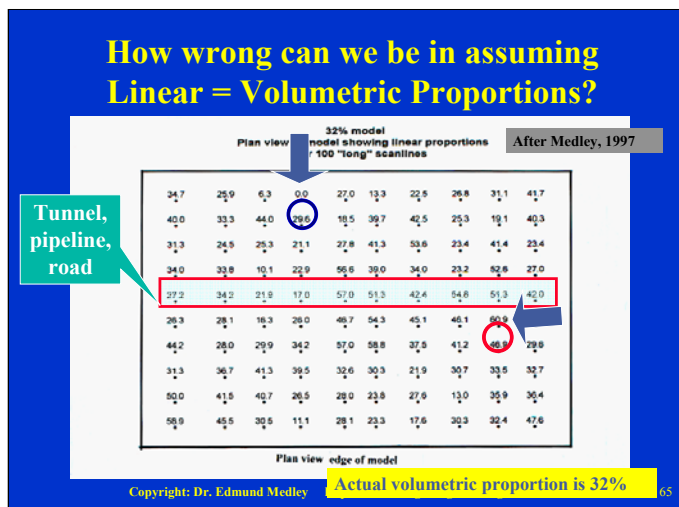 How wrong can we be in assuming
Linear = Volumetric Proportions?
32% model
Plan view model showing linear proportions
100 "long" scanlines
After Medley, 1997
34.7 25.9 6.3 0.0 27.0 13.3 22.5 26.8 31.1 41.7
40.0 33.3 44.0 29.6 18.5 39.7 42.5 25.3 19.1 40.3
Tunnel,
pipeline,
road
31.3 24.5 25.3 21.1 27.8 41.3 53.6 23.4 41.4 23.4
34.0 33.8 10.1 22.9 56.6 39.0 34.0 23.2 52.6 27.0
27.2 34.2 21.9 17.0 57.0 51.3 42.4 54.8 51.3 42.0
26.3 28.1 16.3 26.0 46.7 54.3 45.1 46.1 60.9
44.2 28.0 29.9 34.2 57.0 58.8 37.5 41.2 46.9 29.6
31.3 36.7 41.3 39.5 32.6 30.3 21.9 30.7 33.5 32.7
50.0 41.5 40.7 26.5 28.0 23.8 27.6 13.0 35.9 36.4
58.9 45.5 30.5 11.1 28.1 23.3 17.6 30.3 32.4 47.6
Plan view edge of model
Actual volumetric proportion is 32%
Copyright: Dr. Edmund Medley
65